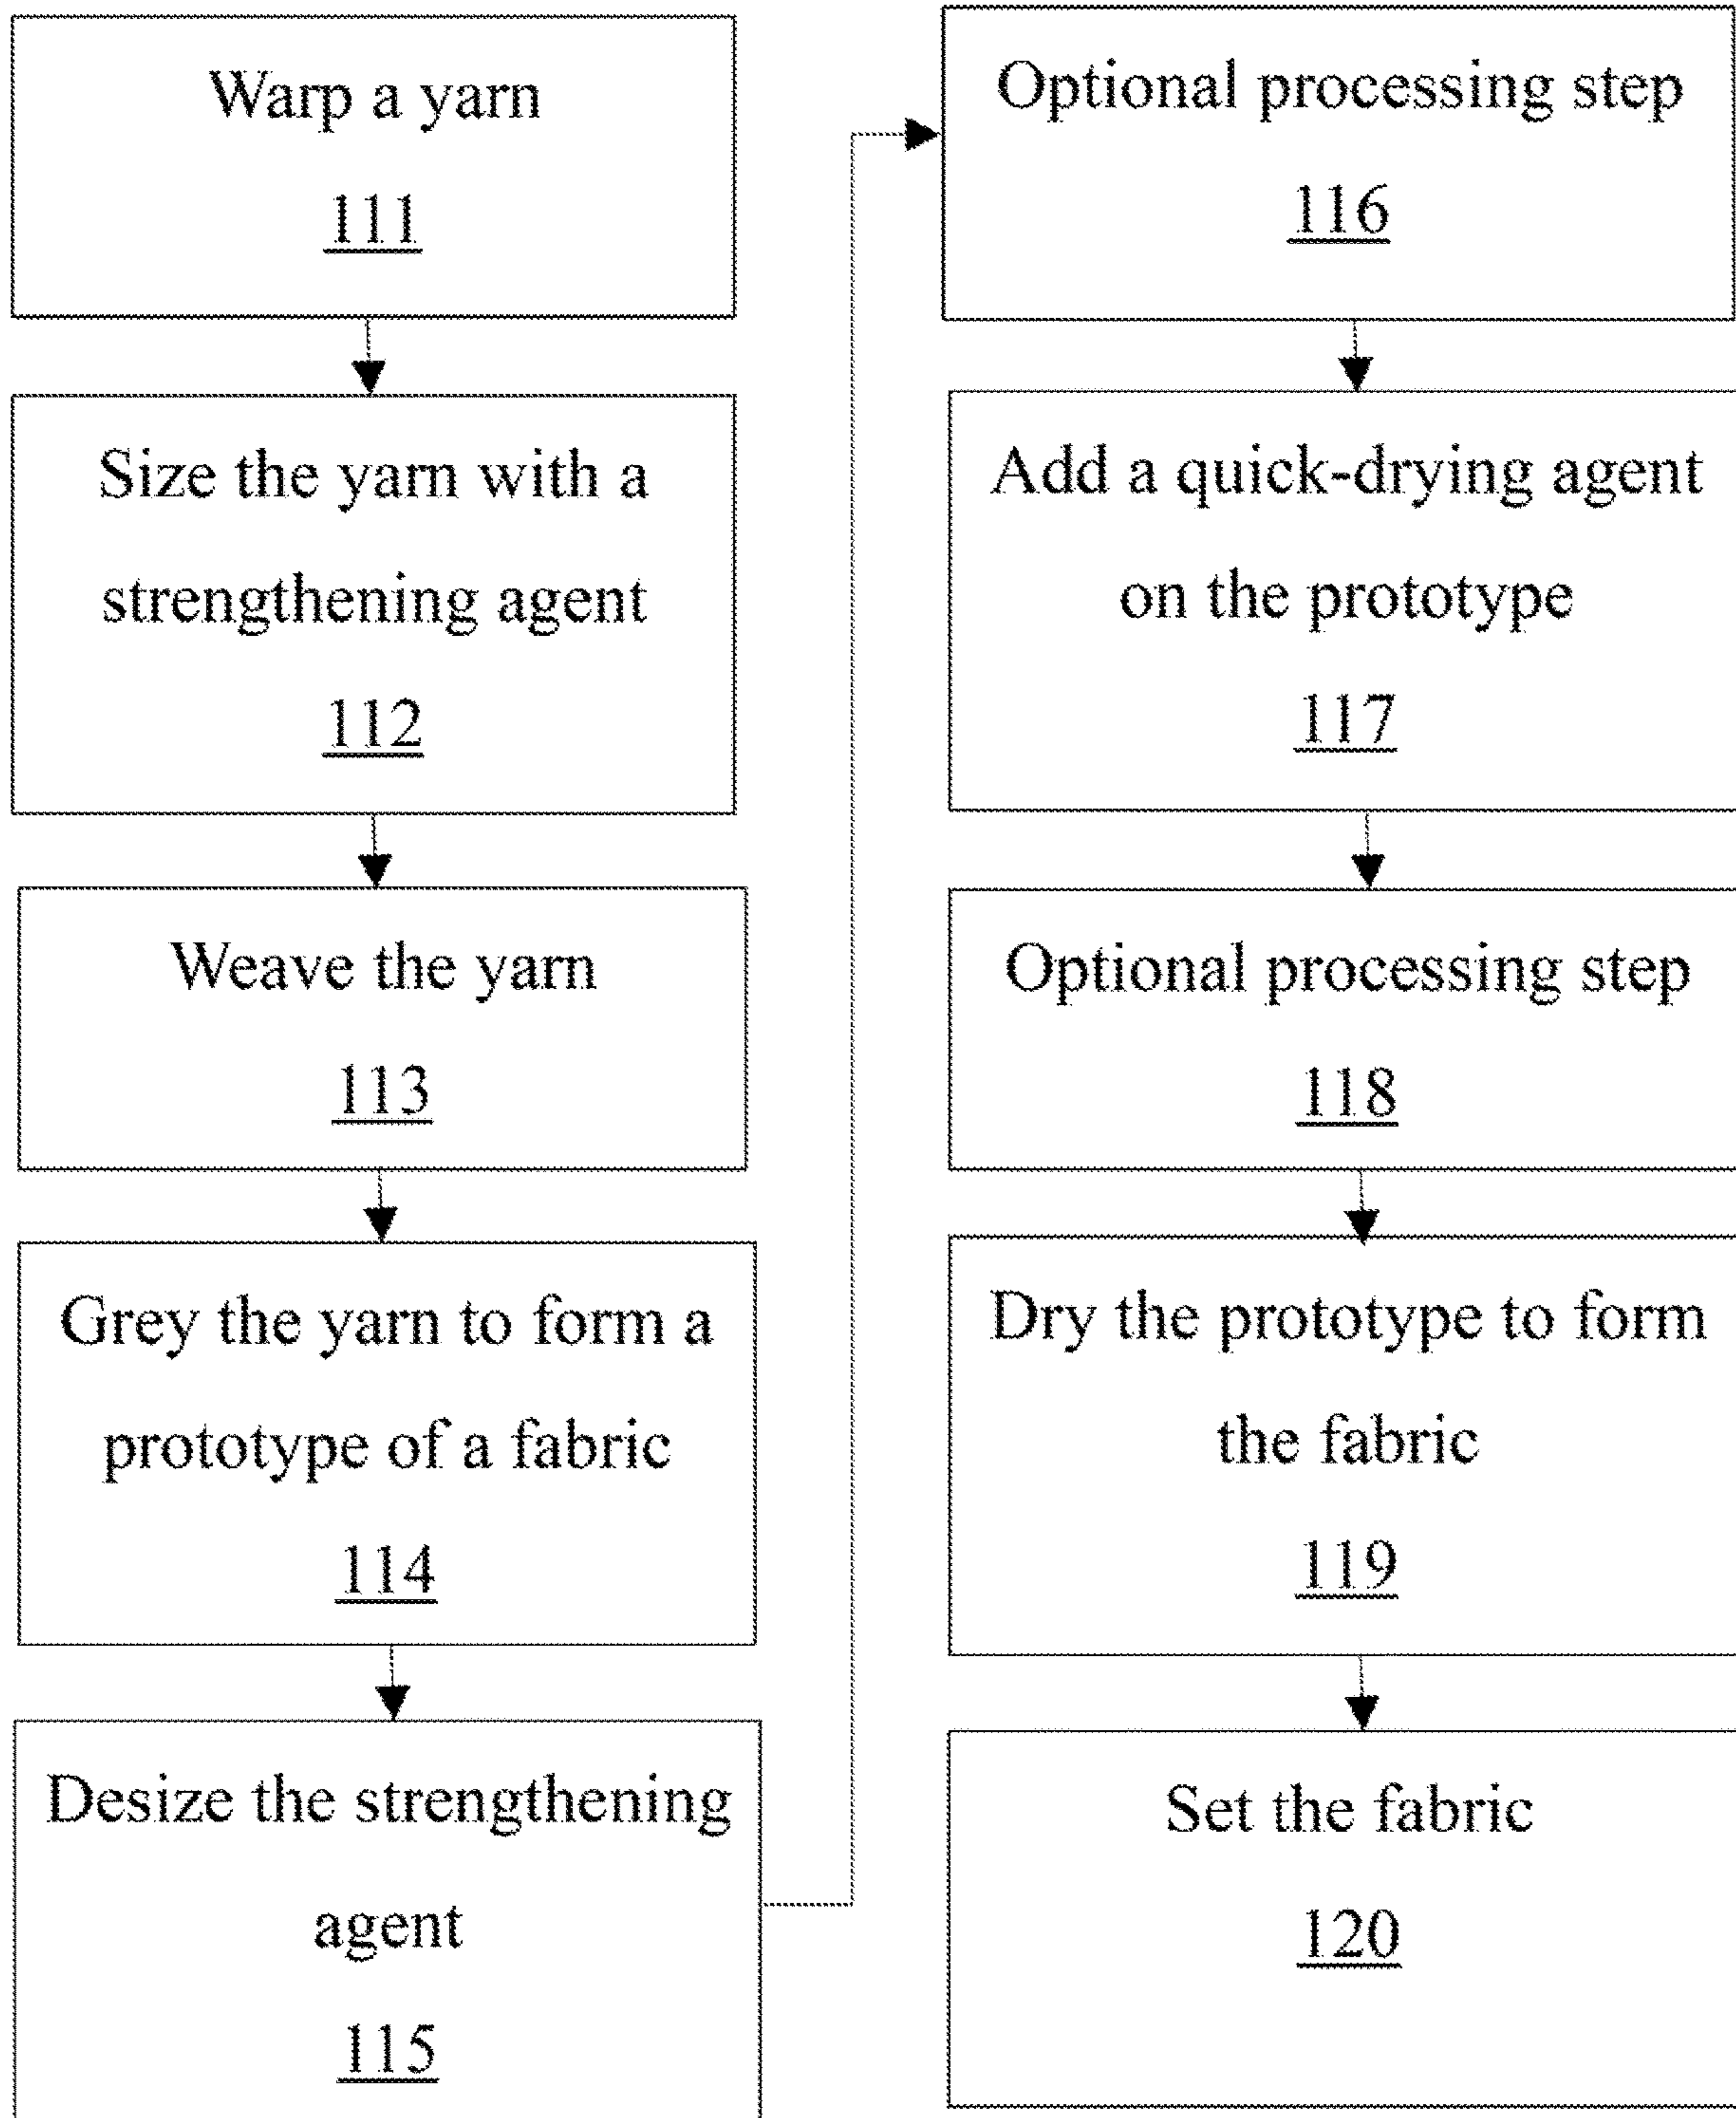 Warp a yarn
111
Size the yarn with a
strengthening agent
112
Weave the yarn
113
Grey the yarn to form a
prototype of a fabric
114
Desize the strengthening
agent
115
Optional processing step
116
Add a quick-drying agent
on the prototype
117
Optional processing step
118
Dry the prototype to form
the fabric
119
Set the fabric
120